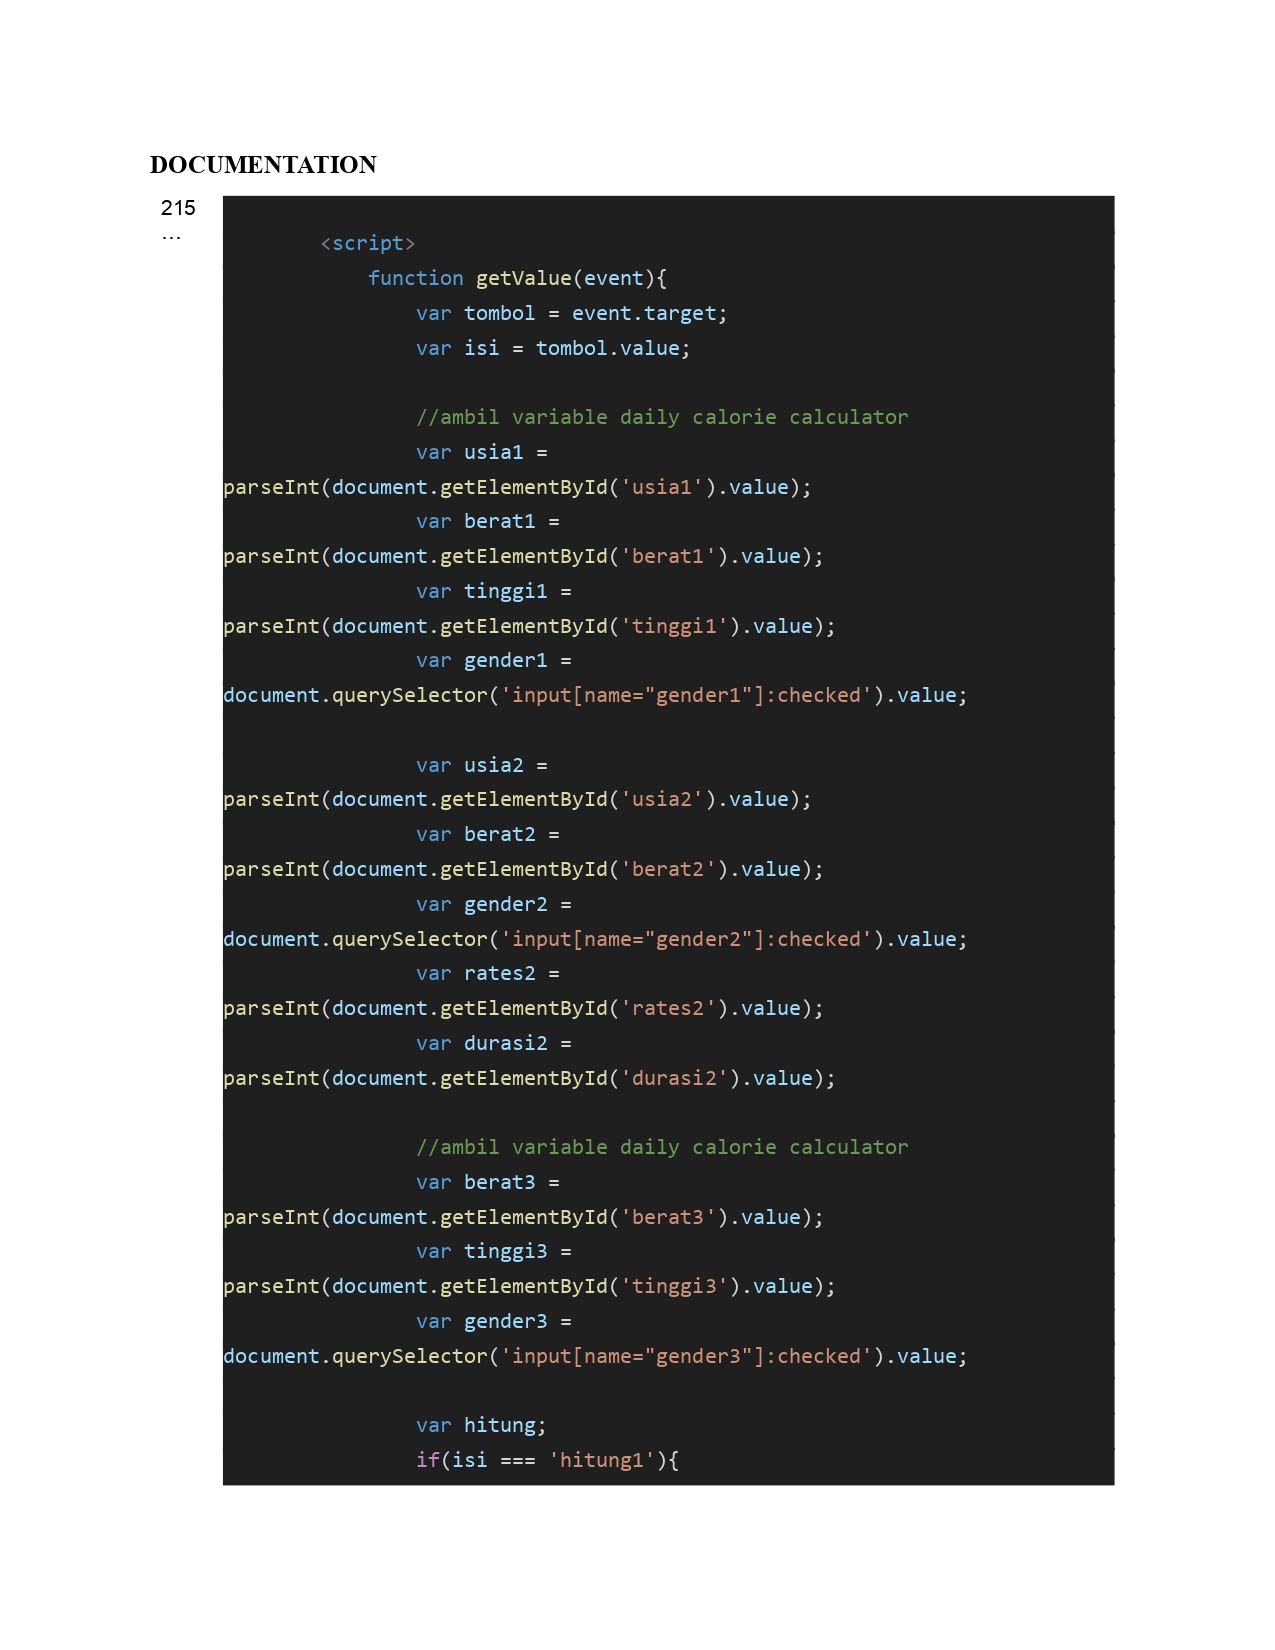 DOCUMENTATION
215
...
<script>
function getValue(event){
var tombol = event.target;
var isi = tombol.value;
//ambil variable daily calorie calculator
var usia1 =
parseInt(document.getElementById('usia1').value);
var berat1 =
parseInt(document.getElementById('berat1').value);
var tinggi1 =
parseInt(document.getElementById('tinggi1').value);
var gender1 =
document.querySelector('input[name="gender1"]:checked').value;
var usia2 =
parseInt(document.getElementById('usia2').value);
var berat2 =
parseInt(document.getElementById('berat2').value);
var gender2 =
document.querySelector('input[name="gender2"]:checked').value;
var rates2 =
parseInt(document.getElementById('rates2').value);
var durasi2 =
parseInt(document.getElementById('durasi2').value);
//ambil variable daily calorie calculator
var berat3 =
parseInt(document.getElementById('berat3').value);
var tinggi3 =
parseInt(document.getElementById('tinggi3').value);
var gender3 =
document.querySelector('input[name="gender3"]:checked').value;
var hitung;
if(isi === 'hitung1'){